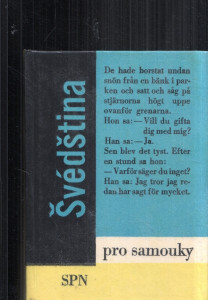 Švédština
De hade borstat undan
snön från en bänk i par-
ken och satt och såg på
stjärnorna högt uppe
ovanför grenarna.
Hon sa: — Vill du gifta
dig med mig?
Han sa: — Ja.
Sen blev det tyst. Efter
en stund sa hon:
— Varför säger du inget?
Han sa: Jag tror jag re-
dan har sagt för mycket.
pro samouky
SPN